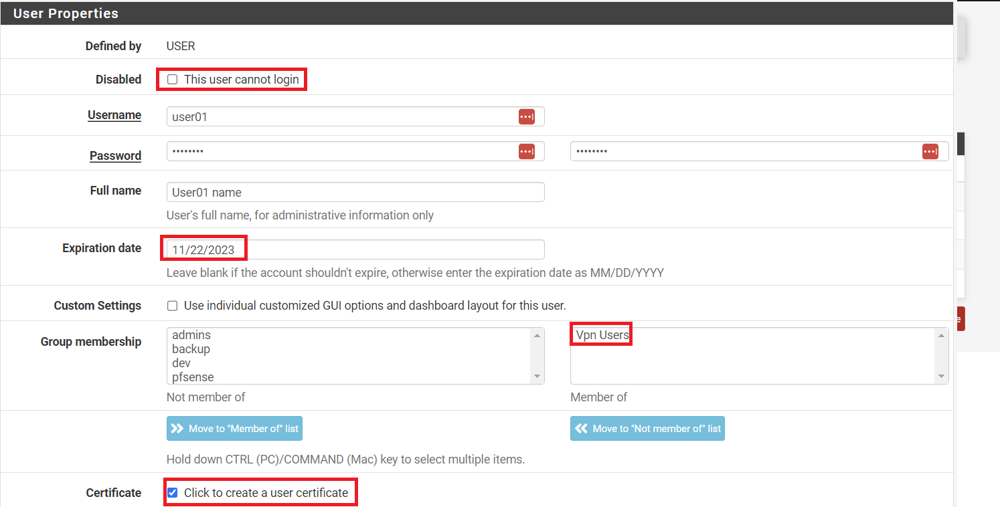 User Properties
Defined by USER
Disabled This user cannot login
Username user01
Password •••••••• ••••••••
Full name User01 name
User's full name, for administrative information only
Expiration date 11/22/2023
Leave blank if the account shouldn't expire, otherwise enter the expiration date as MM/DD/YYYY
Custom Settings Use individual customized GUI options and dashboard layout for this user.
Group membership admins Vpn Users
backup
dev
pfsense
Not member of Member of
Move to "Member of" list Move to "Not member of" list
Hold down CTRL (PC)/COMMAND (Mac) key to select multiple items.
Certificate Click to create a user certificate